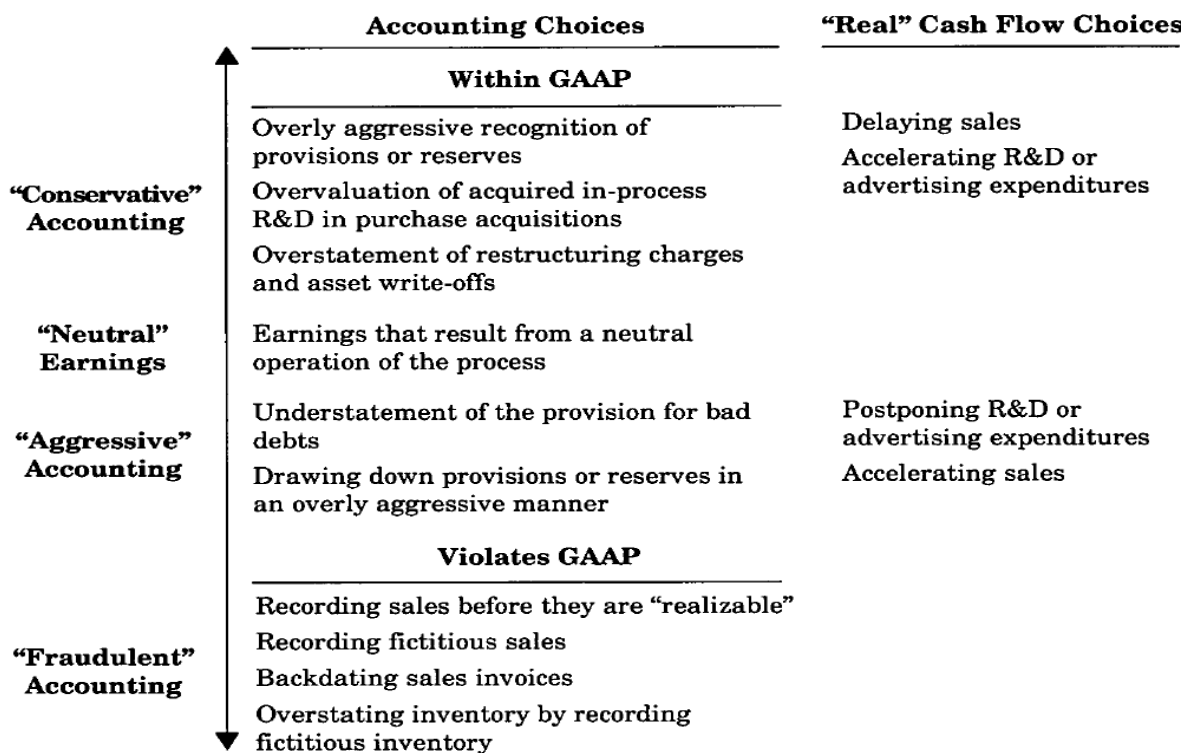 Accounting Choices
“Real” Cash Flow Choices
Within GAAP
“Conservative”
Accounting
Overly aggressive recognition of
provisions or reserves
Overvaluation of acquired in-process
R&D in purchase acquisitions
Overstatement of restructuring charges
and asset write-offs
Delaying sales
Accelerating R&D or
advertising expenditures
“Neutral”
Earnings
Earnings that result from a neutral
operation of the process
“Aggressive”
Accounting
Understatement of the provision for bad
debts
Drawing down provisions or reserves in
an overly aggressive manner
Postponing R&D or
advertising expenditures
Accelerating sales
Violates GAAP
“Fraudulent”
Accounting
Recording sales before they are “realizable”
Recording fictitious sales
Backdating sales invoices
Overstating inventory by recording
fictitious inventory